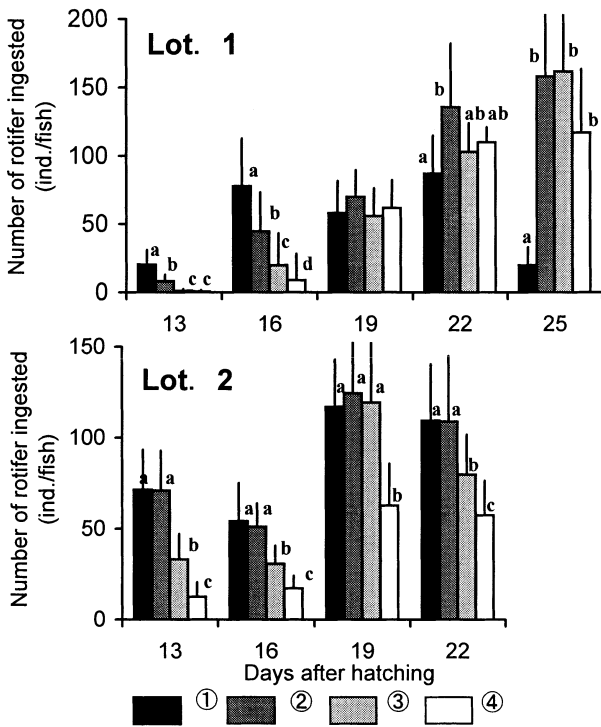 Lot. 1
Number of rotifer ingested
(ind./fish)
200
150
100
50
0
a
b
c
c
a
b
c
d
a
b
ab
ab
a
b
b
b
13
16
19
22
25
Lot. 2
Number of rotifer ingested
(ind./fish)
150
100
50
0
a
a
b
c
a
a
b
c
a
a
a
b
a
a
b
c
13
16
19
22
Days after hatching
① ② ③ ④